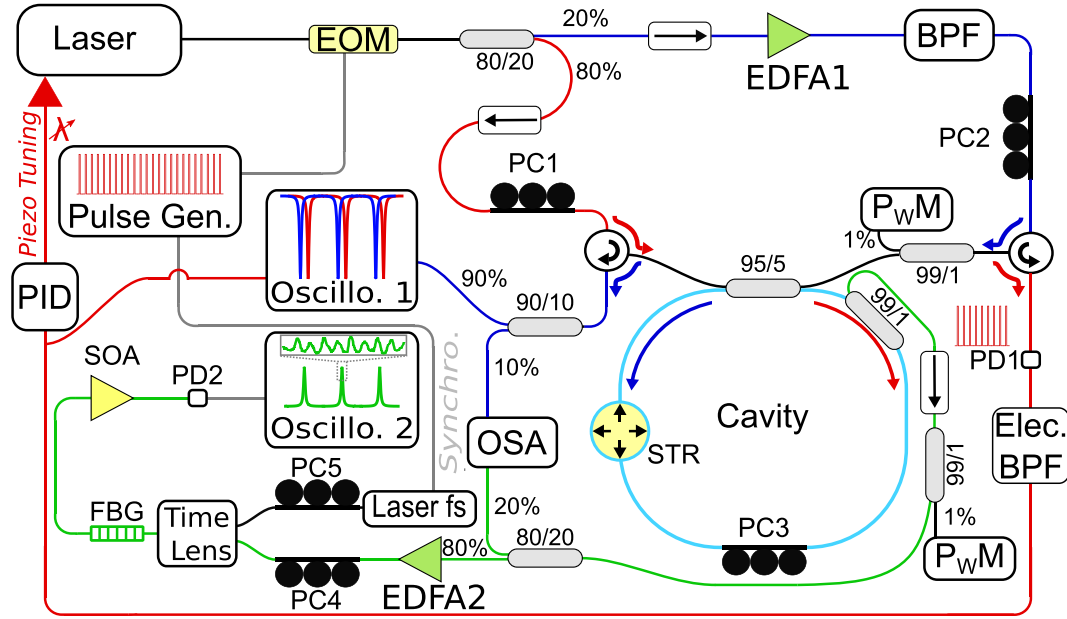 Laser
EOM
80/20
20%
80%
EDFA1
BPF
PC2
Piezo Tuning
Pulse Gen.
PC1
PWM
1%
99/1
95/5
99/1
PID
Oscillo. 1
90%
90/10
10%
Synchro.
SOA
PD2
Oscillo. 2
OSA
Cavity
STR
PD1
Elec.
BPF
99/1
1%
PWM
PC5
Laser fs
20%
80/20
80%
FBG
Time
Lens
PC4
EDFA2
PC3